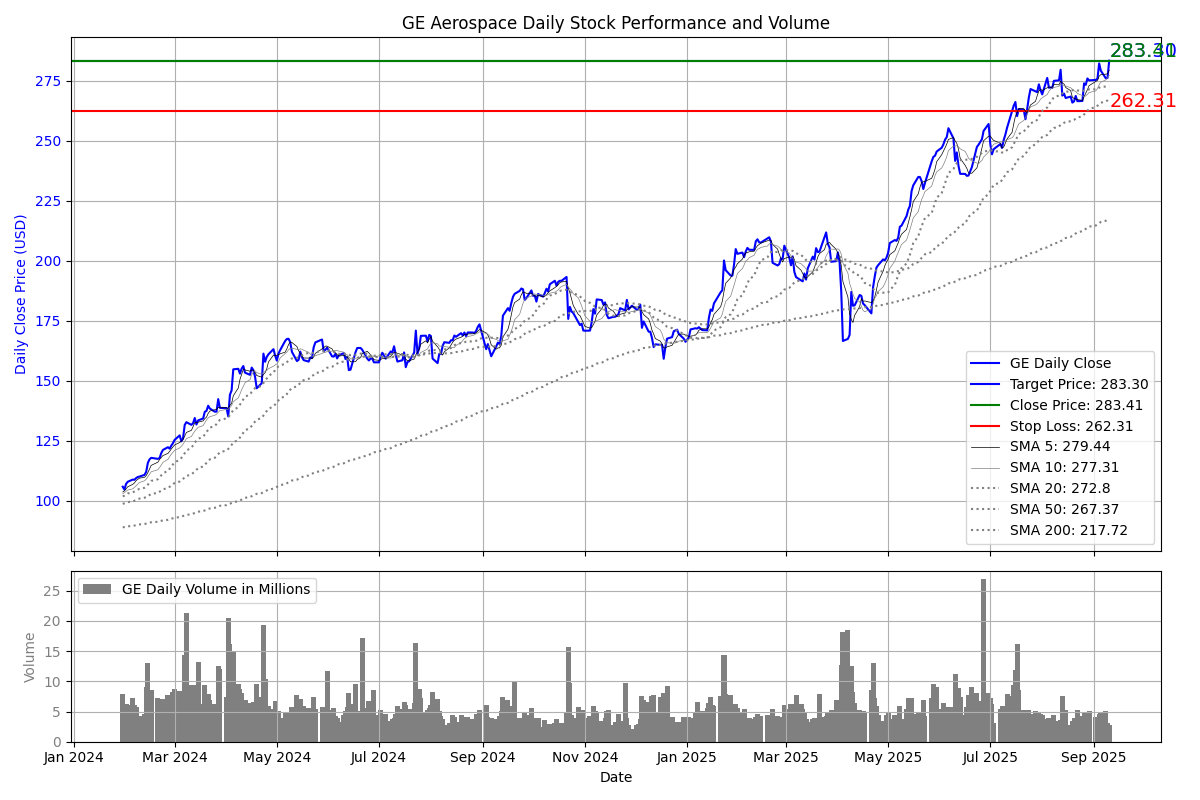 GE Aerospace Daily Stock Performance and Volume
283.30
283.41
262.31
275
250
225
200
175
150
125
100
Daily Close Price (USD)
GE Daily Close
Target Price: 283.30
Close Price: 283.41
Stop Loss: 262.31
SMA 5: 279.44
SMA 10: 277.31
SMA 20: 272.8
SMA 50: 267.37
SMA 200: 217.72
GE Daily Volume in Millions
25
20
15
10
5
0
Volume
Jan 2024 Mar 2024 May 2024 Jul 2024 Sep 2024 Nov 2024 Jan 2025 Mar 2025 May 2025 Jul 2025 Sep 2025
Date